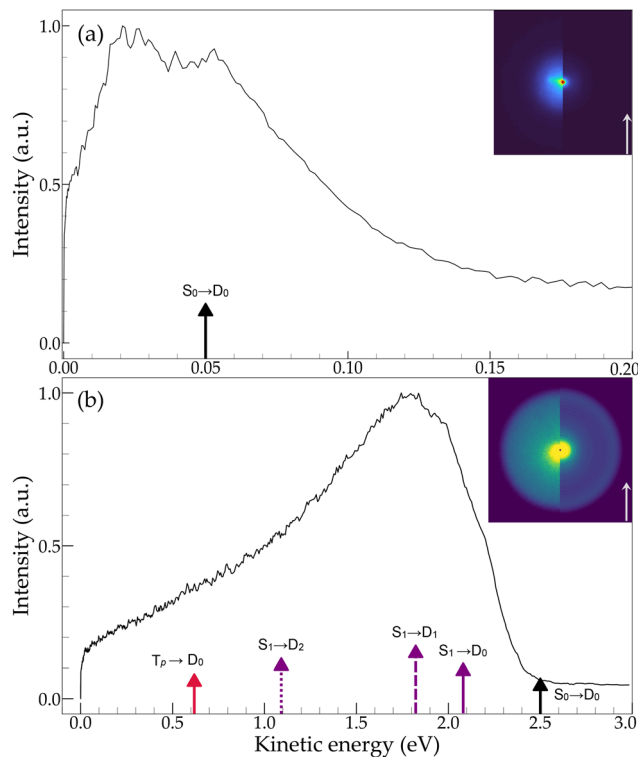 (a)
Intensity (a.u.)
1.0
0.5
0.0
S₀→D₀
0.00 0.05 0.10 0.15 0.20
(b)
Intensity (a.u.)
1.0
0.5
0.0
Tₚ→D₀
S₁→D₂
S₁→D₁
S₁→D₀
S₀→D₀
0.0 0.5 1.0 1.5 2.0 2.5 3.0
Kinetic energy (eV)